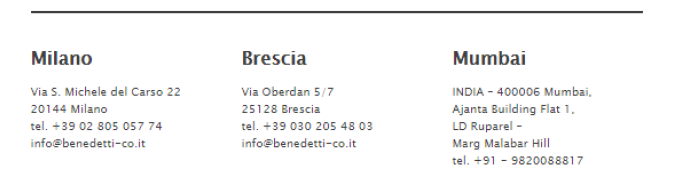 Milano
Via S. Michele del Carso 22
20144 Milano
tel. +39 02 805 057 74
info@benedetti-co.it
Brescia
Via Oberdan 5/7
25128 Brescia
tel. +39 030 205 48 03
info@benedetti-co.it
Mumbai
INDIA - 400006 Mumbai,
Ajanta Building Flat 1,
LD Ruparel -
Marg Malabar Hill
tel. +91 - 9820088817